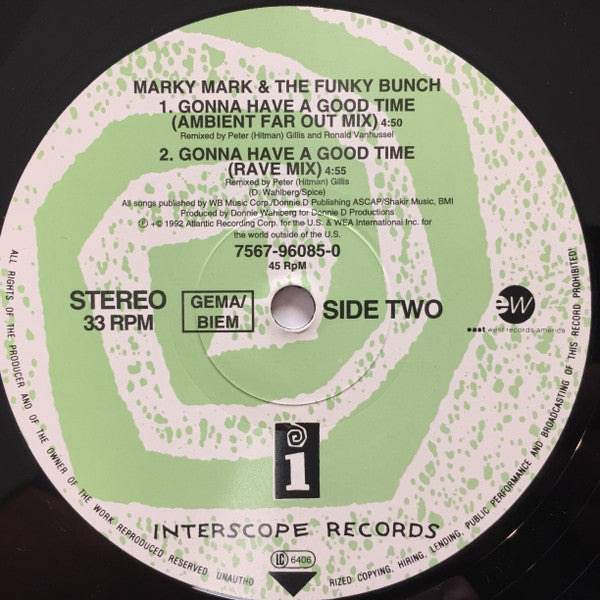 MARKY MARK & THE FUNKY BUNCH
1. GONNA HAVE A GOOD TIME
(AMBIENT FAR OUT MIX) 4:50
Remixed by Peter (Hitman) Gillis and Ronald Vanhussel
2. GONNA HAVE A GOOD TIME
(RAVE MIX) 4:55
Remixed by Peter (Hitman) Gillis
(D. Wahlberg/Spice)
All songs published by WB Music Corp./Donnie D Publishing ASCAP/Shakir Music, BMI
Produced by Donnie Wahlberg for Donnie D Productions
℗ +© 1992 Atlantic Recording Corp. for the U.S. & WEA International Inc. for
the world outside of the U.S.
7567-96085-0
45 RpM
STEREO
33 RPM
GEMA/
BIEM
SIDE TWO
ew
east west records america
i
INTERSCOPE RECORDS
LC 6406
ALL RIGHTS OF THE PRODUCER AND OF THE OWNER OF THE WORK REPRODUCED RESERVED UNAUTHO
RIZED COPYING, HIRING, LENDING, PUBLIC PERFORMANCE AND BROADCASTING OF THIS RECORD PROHIBITED!